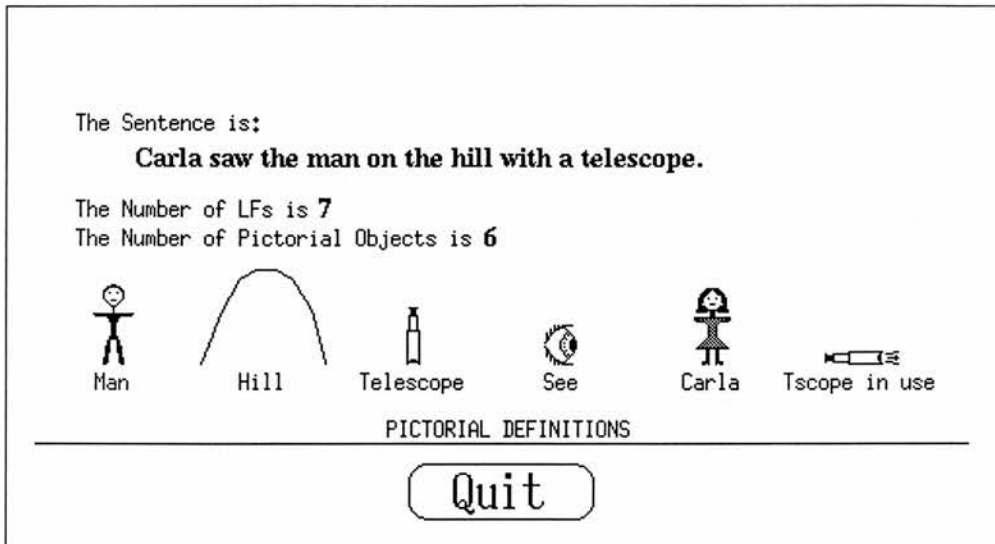 The Sentence is:
Carla saw the man on the hill with a telescope.
The Number of LFs is 7
The Number of Pictorial Objects is 6
Man Hill Telescope See Carla Tscope in use
PICTORIAL DEFINITIONS
Quit